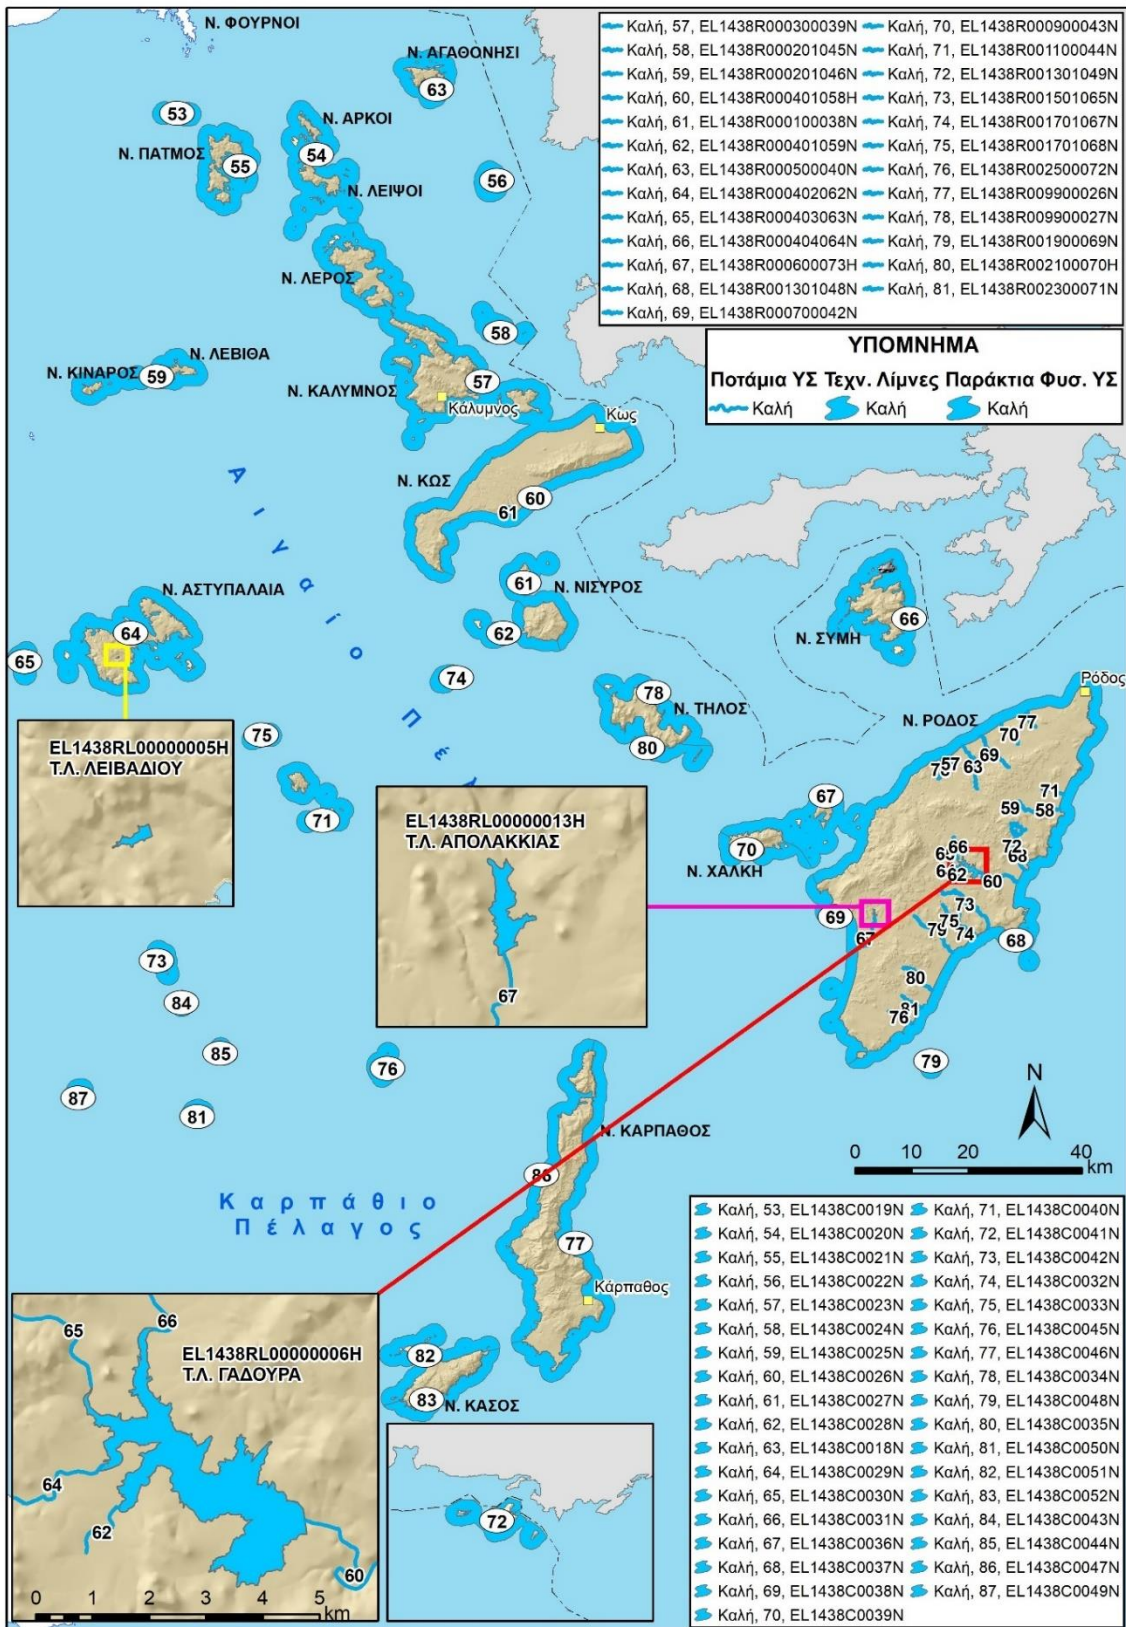 Ν. ΦΟΥΡΝΟΙ
Ν. ΑΓΑΘΟΝΗΣΙ
63
53
Ν. ΑΡΚΟΙ
Ν. ΠΑΤΜΟΣ
55
54
56
Ν. ΛΕΙΨΟΙ
Ν. ΛΕΡΟΣ
58
Ν. ΛΕΒΙΘΑ
Ν. ΚΙΝΑΡΟΣ
59
57
Ν. ΚΑΛΥΜΝΟΣ
Κάλυμνος
Κως
Ν. ΚΩΣ
60
61
Αιγαίο Πέλ
61
Ν. ΝΙΣΥΡΟΣ
62
Ν. ΑΣΤΥΠΑΛΑΙΑ
64
65
66
Ν. ΣΥΜΗ
74
78
Ν. ΤΗΛΟΣ
80
75
71
Ρόδος
Ν. ΡΟΔΟΣ
77
70
69
57
63
71
59
58
72
68
66
62
60
73
75
79
74
67
80
81
76
67
70
Ν. ΧΑΛΚΗ
69
68
79
73
84
85
87
81
76
Ν. ΚΑΡΠΑΘΟΣ
86
77
Κάρπαθος
Καρπάθιο
Πέλαγος
82
83
Ν. ΚΑΣΟΣ
72
Καλή, 57, EL1438R000300039N
Καλή, 58, EL1438R000201045N
Καλή, 59, EL1438R000201046N
Καλή, 60, EL1438R000401058H
Καλή, 61, EL1438R000100038N
Καλή, 62, EL1438R000401059N
Καλή, 63, EL1438R000500040N
Καλή, 64, EL1438R000402062N
Καλή, 65, EL1438R000403063N
Καλή, 66, EL1438R000404064N
Καλή, 67, EL1438R000600073H
Καλή, 68, EL1438R001301048N
Καλή, 69, EL1438R000700042N
Καλή, 70, EL1438R000900043N
Καλή, 71, EL1438R001100044N
Καλή, 72, EL1438R001301049N
Καλή, 73, EL1438R001501065N
Καλή, 74, EL1438R001701067N
Καλή, 75, EL1438R001701068N
Καλή, 76, EL1438R002500072N
Καλή, 77, EL1438R009900026N
Καλή, 78, EL1438R009900027N
Καλή, 79, EL1438R001900069N
Καλή, 80, EL1438R002100070H
Καλή, 81, EL1438R002300071N
ΥΠΟΜΝΗΜΑ
Ποτάμια ΥΣ Τεχν. Λίμνες Παράκτια Φυσ. ΥΣ
Καλή Καλή Καλή
EL1438RL00000005H
Τ.Λ. ΛΕΙΒΑΔΙΟΥ
EL1438RL00000013H
Τ.Λ. ΑΠΟΛΑΚΚΙΑΣ
67
N
0 10 20 40
km
66
65
EL1438RL00000006H
Τ.Λ. ΓΑΔΟΥΡΑ
64
62
60
0 1 2 3 4 5
km
Καλή, 53, EL1438C0019N
Καλή, 54, EL1438C0020N
Καλή, 55, EL1438C0021N
Καλή, 56, EL1438C0022N
Καλή, 57, EL1438C0023N
Καλή, 58, EL1438C0024N
Καλή, 59, EL1438C0025N
Καλή, 60, EL1438C0026N
Καλή, 61, EL1438C0027N
Καλή, 62, EL1438C0028N
Καλή, 63, EL1438C0018N
Καλή, 64, EL1438C0029N
Καλή, 65, EL1438C0030N
Καλή, 66, EL1438C0031N
Καλή, 67, EL1438C0036N
Καλή, 68, EL1438C0037N
Καλή, 69, EL1438C0038N
Καλή, 70, EL1438C0039N
Καλή, 71, EL1438C0040N
Καλή, 72, EL1438C0041N
Καλή, 73, EL1438C0042N
Καλή, 74, EL1438C0032N
Καλή, 75, EL1438C0033N
Καλή, 76, EL1438C0045N
Καλή, 77, EL1438C0046N
Καλή, 78, EL1438C0034N
Καλή, 79, EL1438C0048N
Καλή, 80, EL1438C0035N
Καλή, 81, EL1438C0050N
Καλή, 82, EL1438C0051N
Καλή, 83, EL1438C0052N
Καλή, 84, EL1438C0043N
Καλή, 85, EL1438C0044N
Καλή, 86, EL1438C0047N
Καλή, 87, EL1438C0049N